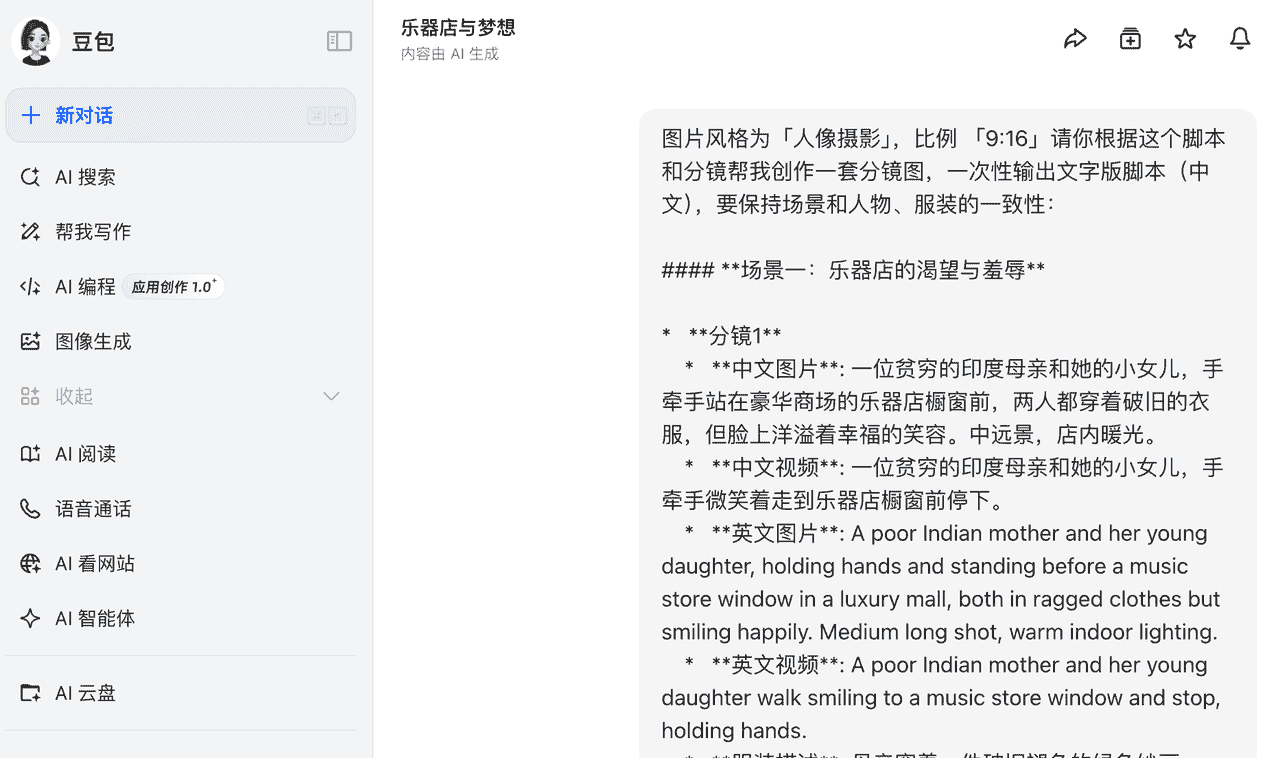 豆包
新对话
AI 搜索
帮我写作
AI 编程 应用创作 1.0+
图像生成
收起
AI 阅读
语音通话
AI 看网站
AI 智能体
AI 云盘
乐器店与梦想
内容由 AI 生成
图片风格为「人像摄影」，比例 「9:16」请你根据这个脚本
和分镜帮我创作一套分镜图，一次性输出文字版脚本（中
文），要保持场景和人物、服装的一致性：
#### **场景一：乐器店的渴望与羞辱**
* **分镜1**
* **中文图片**: 一位贫穷的印度母亲和她的小女儿，手
牵手站在豪华商场的乐器店橱窗前，两人都穿着破旧的衣
服，但脸上洋溢着幸福的笑容。中远景，店内暖光。
* **中文视频**: 一位贫穷的印度母亲和她的小女儿，手
牵手微笑着走到乐器店橱窗前停下。
* **英文图片**: A poor Indian mother and her young
daughter, holding hands and standing before a music
store window in a luxury mall, both in ragged clothes but
smiling happily. Medium long shot, warm indoor lighting.
* **英文视频**: A poor Indian mother and her young
daughter walk smiling to a music store window and stop,
holding hands.